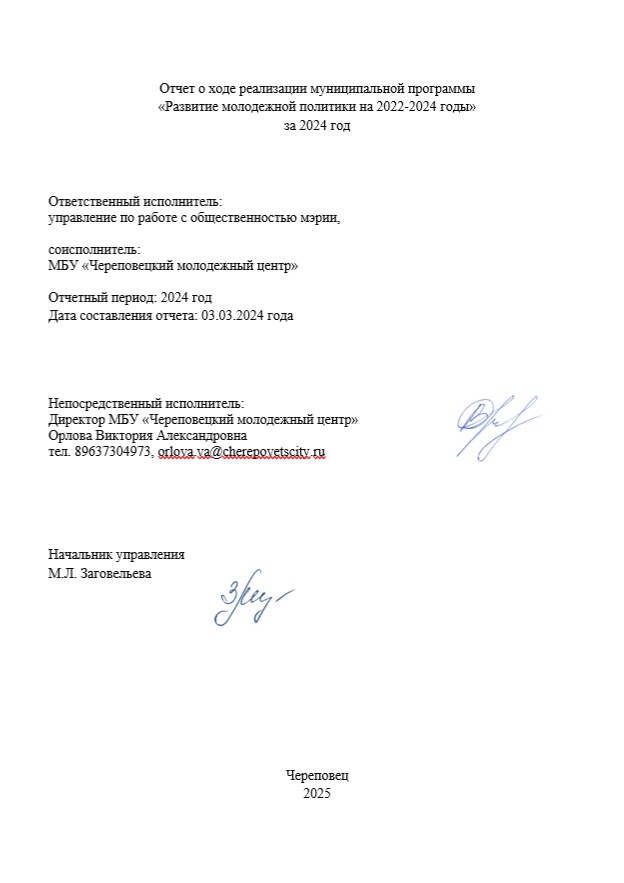 Отчет о ходе реализации муниципальной программы
«Развитие молодежной политики на 2022-2024 годы»
за 2024 год
Ответственный исполнитель:
управление по работе с общественностью мэрии,
соисполнитель:
МБУ «Череповецкий молодежный центр»
Отчетный период: 2024 год
Дата составления отчета: 03.03.2024 года
Непосредственный исполнитель:
Директор МБУ «Череповецкий молодежный центр»
Орлова Виктория Александровна
тел. 89637304973, orlova.va@cherepovetscity.ru
Начальник управления
М.Л. Заговельева
Череповец
2025